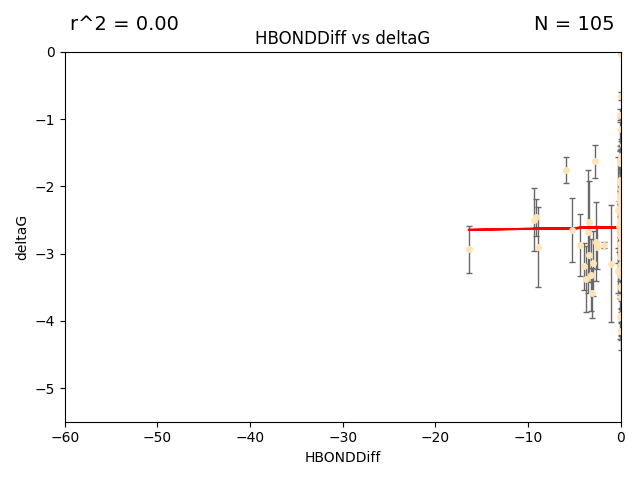 r^2 = 0.00
N = 105
HBONDDiff vs deltaG
deltaG
0
−1
−2
−3
−4
−5
−60
−50
−40
−30
−20
−10
0
HBONDDiff